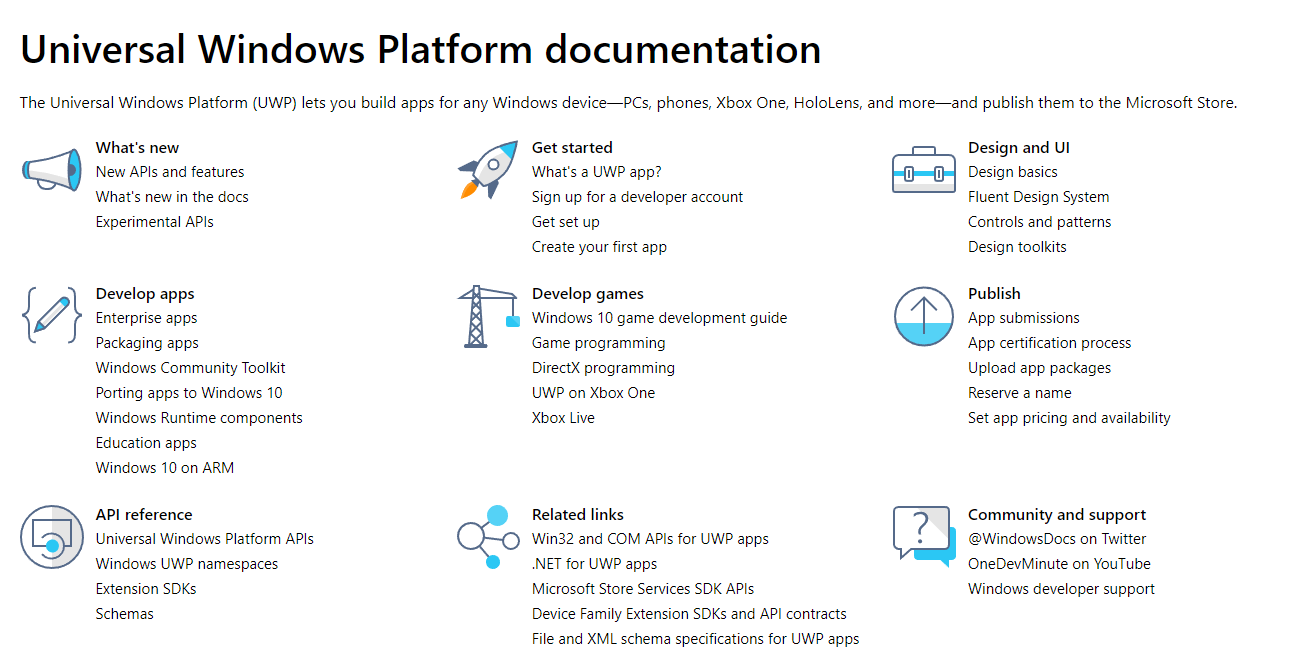 Universal Windows Platform documentation
The Universal Windows Platform (UWP) lets you build apps for any Windows device—PCs, phones, Xbox One, HoloLens, and more—and publish them to the Microsoft Store.
What's new
New APIs and features
What's new in the docs
Experimental APIs
Get started
What's a UWP app?
Sign up for a developer account
Get set up
Create your first app
Design and UI
Design basics
Fluent Design System
Controls and patterns
Design toolkits
Develop apps
Enterprise apps
Packaging apps
Windows Community Toolkit
Porting apps to Windows 10
Windows Runtime components
Education apps
Windows 10 on ARM
Develop games
Windows 10 game development guide
Game programming
DirectX programming
UWP on Xbox One
Xbox Live
Publish
App submissions
App certification process
Upload app packages
Reserve a name
Set app pricing and availability
API reference
Universal Windows Platform APIs
Windows UWP namespaces
Extension SDKs
Schemas
Related links
Win32 and COM APIs for UWP apps
.NET for UWP apps
Microsoft Store Services SDK APIs
Device Family Extension SDKs and API contracts
File and XML schema specifications for UWP apps
?
Community and support
@WindowsDocs on Twitter
OneDevMinute on YouTube
Windows developer support